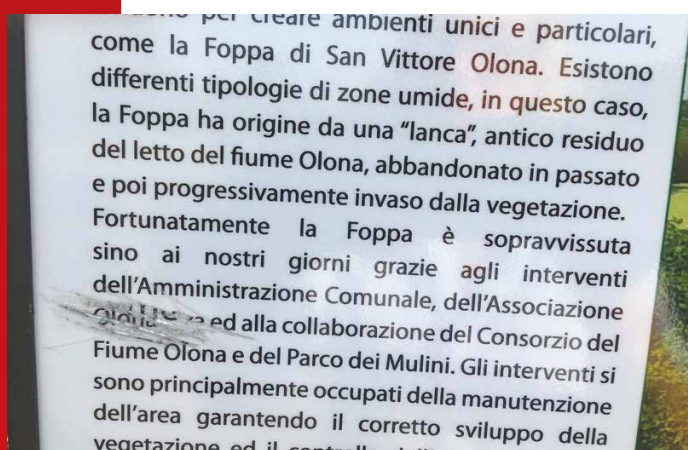 per creare ambienti unici e particolari,
come la Foppa di San Vittore Olona. Esistono
differenti tipologie di zone umide, in questo caso,
la Foppa ha origine da una “lanca”, antico residuo
del letto del fiume Olona, abbandonato in passato
e poi progressivamente invaso dalla vegetazione.
Fortunatamente la Foppa è sopravvissuta
sino ai nostri giorni grazie agli interventi
dell'Amministrazione Comunale, dell'Associazione
ed alla collaborazione del Consorzio del
Fiume Olona e del Parco dei Mulini. Gli interventi si
sono principalmente occupati della manutenzione
dell'area garantendo il corretto sviluppo della
vegetazione ed il